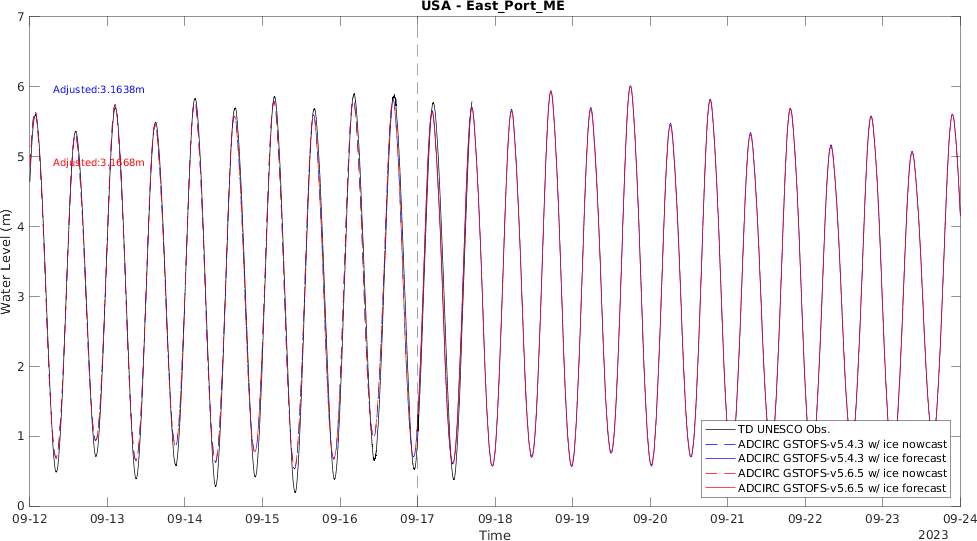 USA - East_Port_ME
7
6
5
4
3
2
1
0
Water Level (m)
Adjusted:3.1638m
Adjusted:3.1668m
TD UNESCO Obs.
ADCIRC GSTOFS-v5.4.3 w/ ice nowcast
ADCIRC GSTOFS-v5.4.3 w/ ice forecast
ADCIRC GSTOFS-v5.6.5 w/ ice nowcast
ADCIRC GSTOFS-v5.6.5 w/ ice forecast
09-12 09-13 09-14 09-15 09-16 09-17 09-18 09-19 09-20 09-21 09-22 09-23 09-24
Time
2023